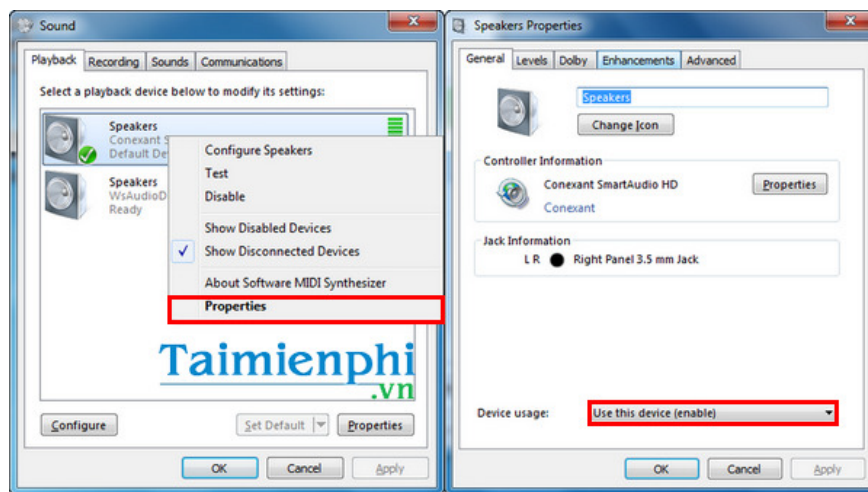 Sound
Playback Recording Sounds Communications
Select a playback device below to modify its settings:
Speakers
Conexant
Default
Speakers
Ready
Configure Speakers
Test
Disable
Show Disabled Devices
Show Disconnected Devices
About Software MIDI Synthesizer
Properties
Taimienphi
.vn
Configure Set Default Properties
OK Cancel Apply
Speakers Properties
General Levels Dolby Enhancements Advanced
Speakers
Change Icon
Controller Information
Conexant SmartAudio HD Properties
Conexant
Jack Information
L R Right Panel 3.5 mm Jack
Device usage: Use this device (enable)
OK Cancel Apply